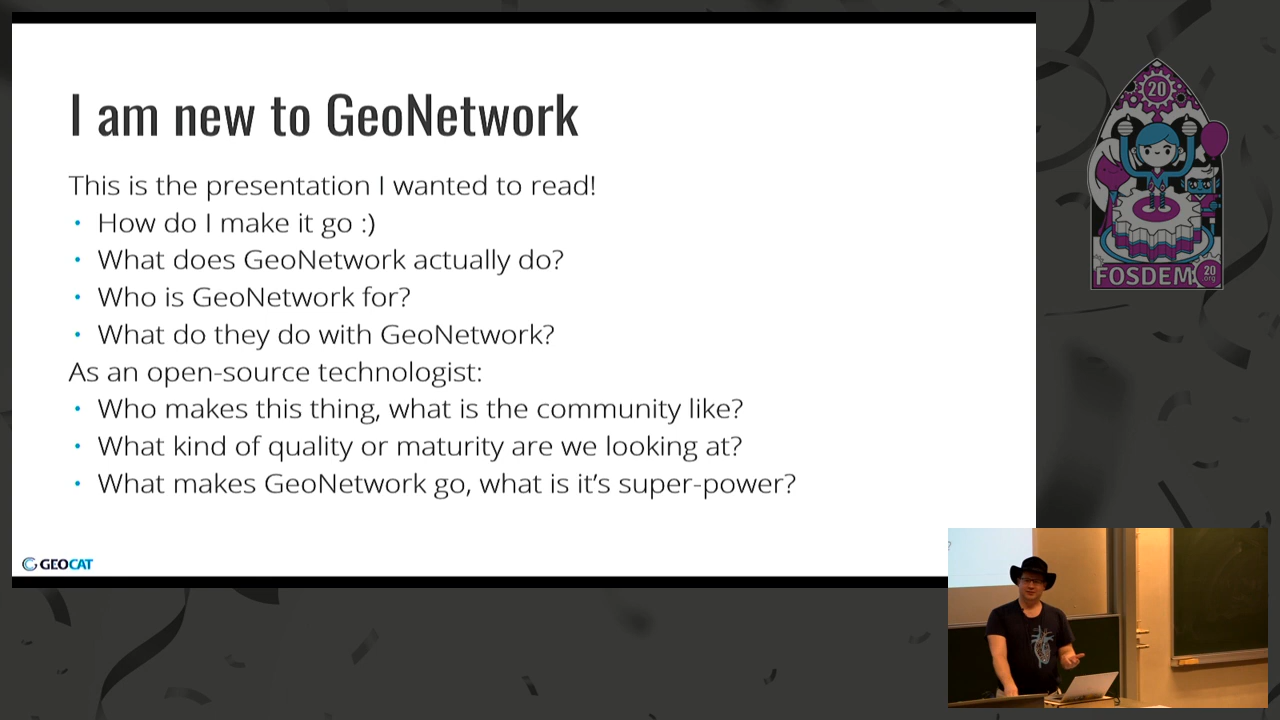 I am new to GeoNetwork
This is the presentation I wanted to read!
• How do I make it go :)
• What does GeoNetwork actually do?
• Who is GeoNetwork for?
• What do they do with GeoNetwork?
As an open-source technologist:
• Who makes this thing, what is the community like?
• What kind of quality or maturity are we looking at?
• What makes GeoNetwork go, what is it’s super-power?
GEOCAT
20
FOSDEM
20
.org
?